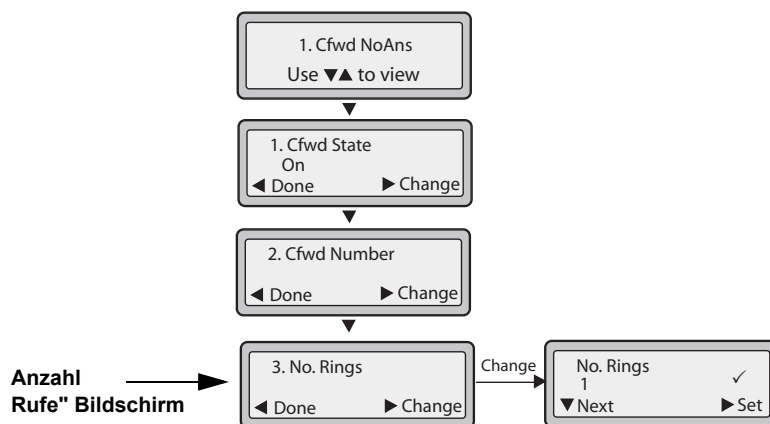 1. Cfwd NoAns
Use ▼▲ to view
▼
1. Cfwd State
On
◀ Done ▶ Change
▼
2. Cfwd Number
◀ Done ▶ Change
▼
Anzahl
Rufe" Bildschirm
3. No. Rings
◀ Done ▶ Change
Change
No. Rings
1 ✓
▼Next ▶ Set